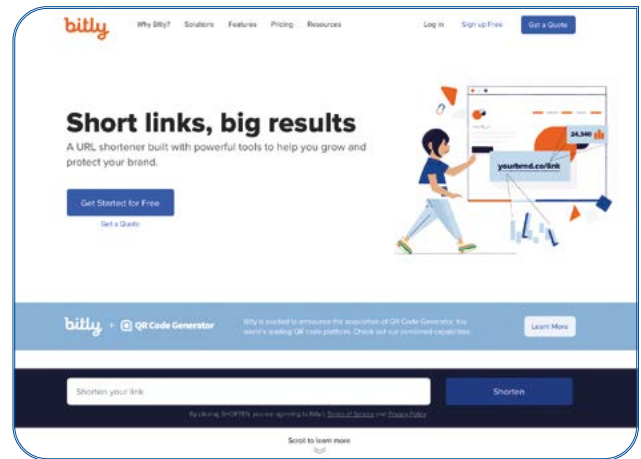 bitly Why Bitly? Solutions Features Pricing Resources Log in Sign up Free Get a Quote
Short links, big results
A URL shortener built with powerful tools to help you grow and
protect your brand.
24,340
yourbrnd.co/link
Get Started for Free
Get a Quote
bitly + QR Code Generator
Bitly is excited to announce the acquisition of QR Code Generator, the
world's leading QR code platform. Check out our combined capabilities.
Learn More
Shorten your link
Shorten
By clicking SHORTEN, you are agreeing to Bitly's Terms of Service and Privacy Policy
Scroll to learn more